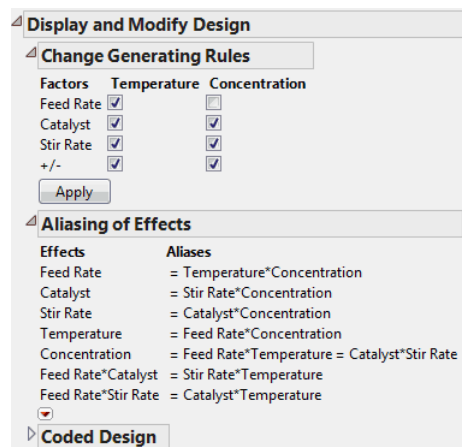 Display and Modify Design
Change Generating Rules
Factors Temperature Concentration
Feed Rate
Catalyst
Stir Rate
+/-
Apply
Aliasing of Effects
Effects Aliases
Feed Rate = Temperature*Concentration
Catalyst = Stir Rate*Concentration
Stir Rate = Catalyst*Concentration
Temperature = Feed Rate*Concentration
Concentration = Feed Rate*Temperature = Catalyst*Stir Rate
Feed Rate*Catalyst = Stir Rate*Temperature
Feed Rate*Stir Rate = Catalyst*Temperature
Coded Design